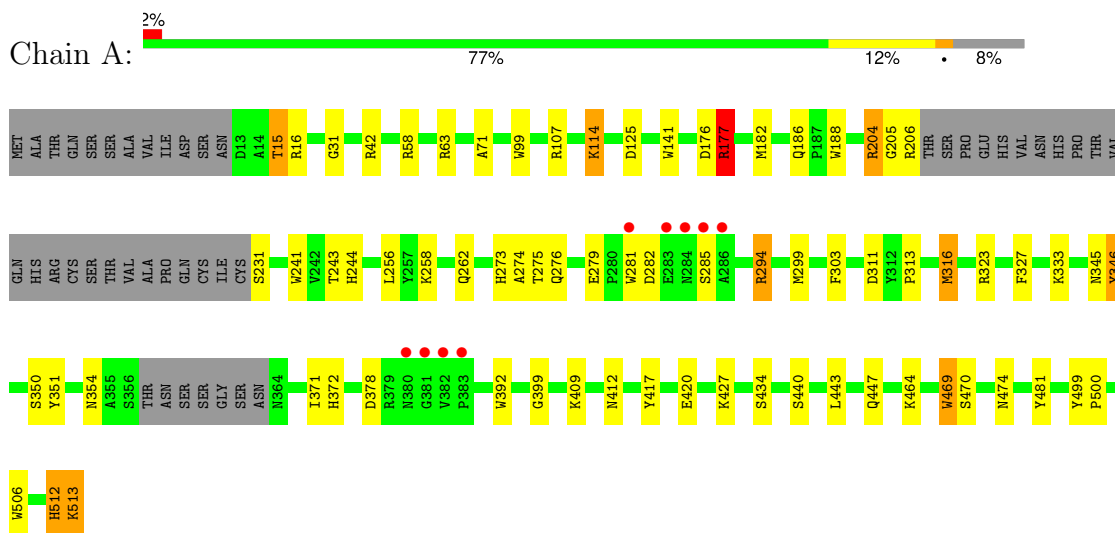 2%
Chain A:
77% 12% • 8%
MET ALA THR GLN SER SER ALA VAL ILE ASP SER ASN D13 A14 T15 R16 G31 R42 R58 R63 A71 W99 R107 K114 D125 W141 D176 R177 M182 Q186 P187 W188 R204 G205 R206 THR SER PRO GLU HIS VAL ASN HIS PRO THR VAL
GLN HIS ARG CYS SER THR VAL ALA PRO GLN CYS ILE CYS S231 W241 V242 T243 H244 L256 Y257 K258 Q262 H273 A274 T275 Q276 E279 P280 W281 D282 E283 N284 S285 A286 R294 M299 F303 D311 Y312 P313 M316 R323 F327 K333 N345 Y346
S350 Y351 N354 A355 S356 THR ASN SER SER GLY SER ASN N364 I371 H372 D378 R379 N380 G381 V382 P383 W392 G399 K409 N412 Y417 E420 K427 S434 S440 L443 Q447 K464 W469 S470 N474 Y481 Y499 P500
W506 H512 K513